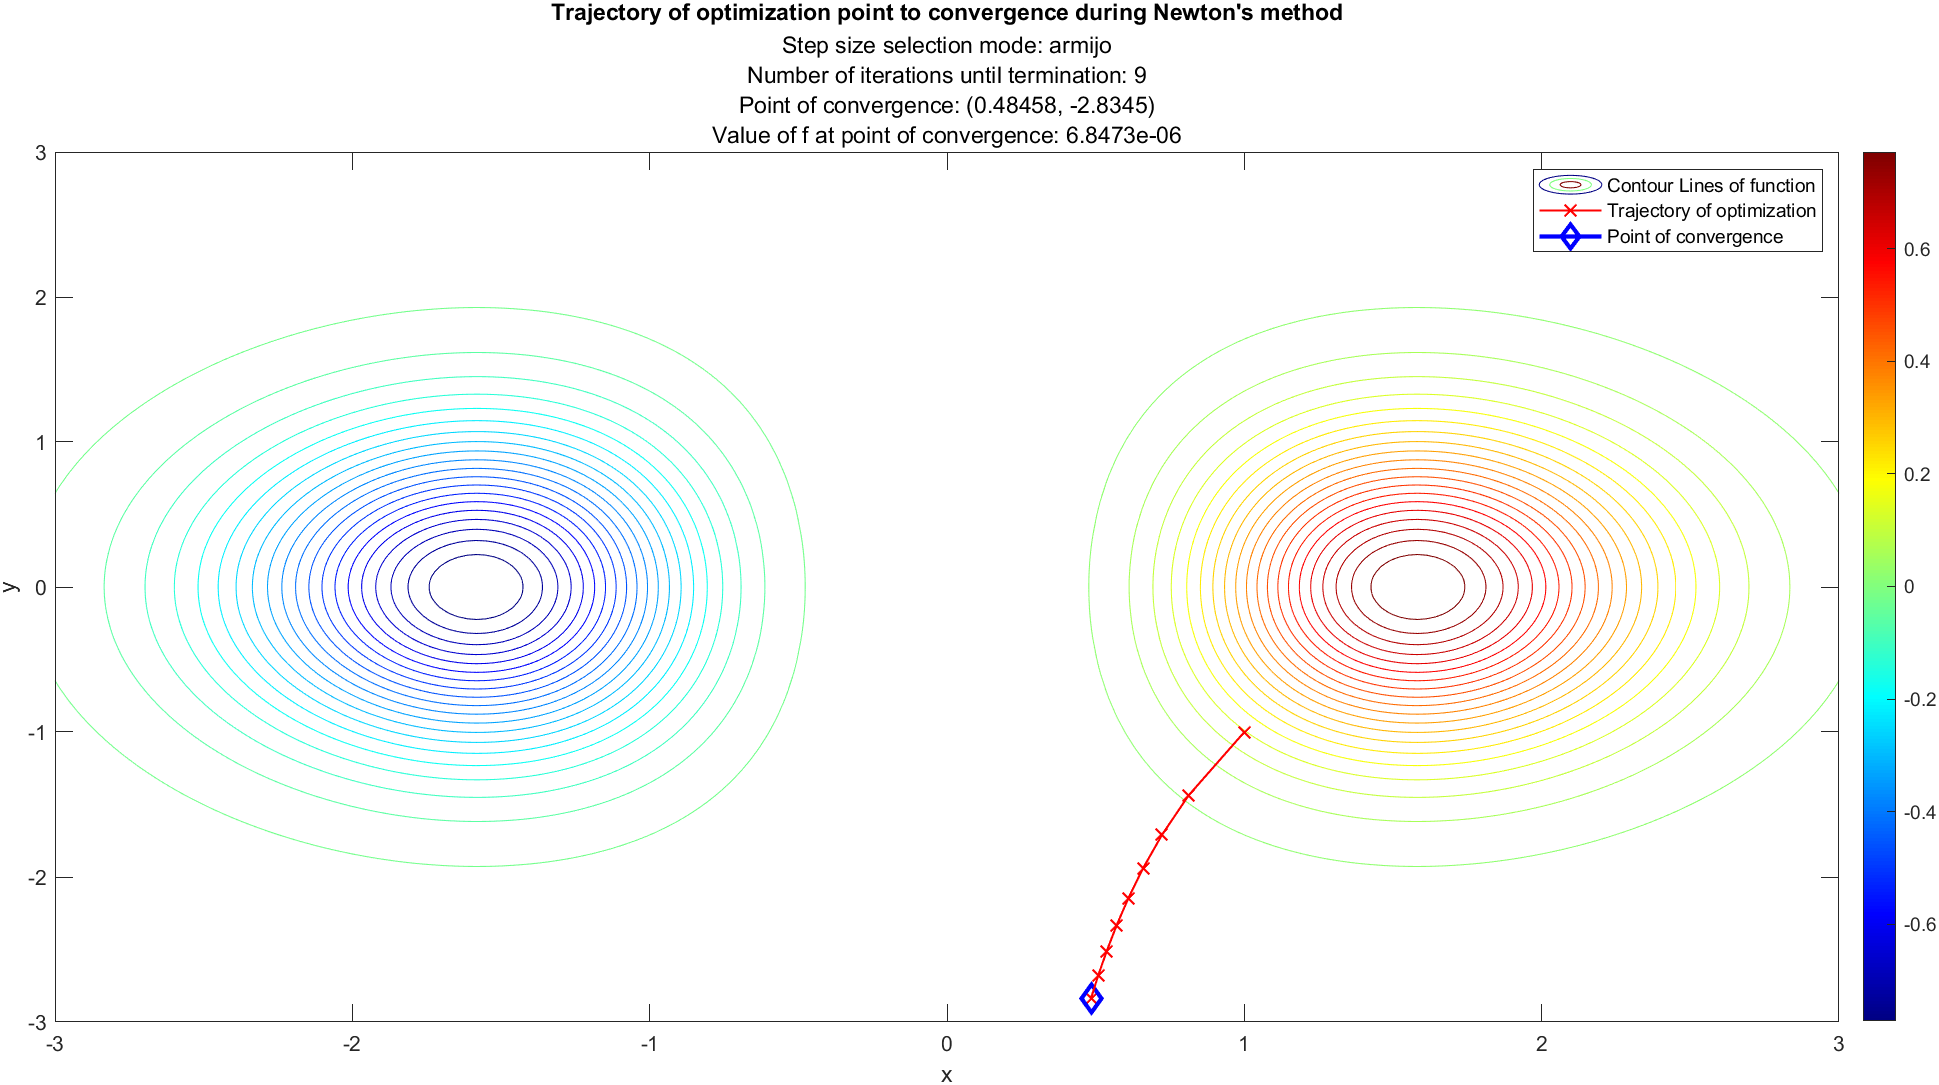 Trajectory of optimization point to convergence during Newton's method
Step size selection mode: armijo
Number of iterations until termination: 9
Point of convergence: (0.48458, -2.8345)
Value of f at point of convergence: 6.8473e-06
Contour Lines of function
Trajectory of optimization
Point of convergence
3
2
1
0
-1
-2
-3
y
-3 -2 -1 0 1 2 3
x
0.6
0.4
0.2
0
-0.2
-0.4
-0.6